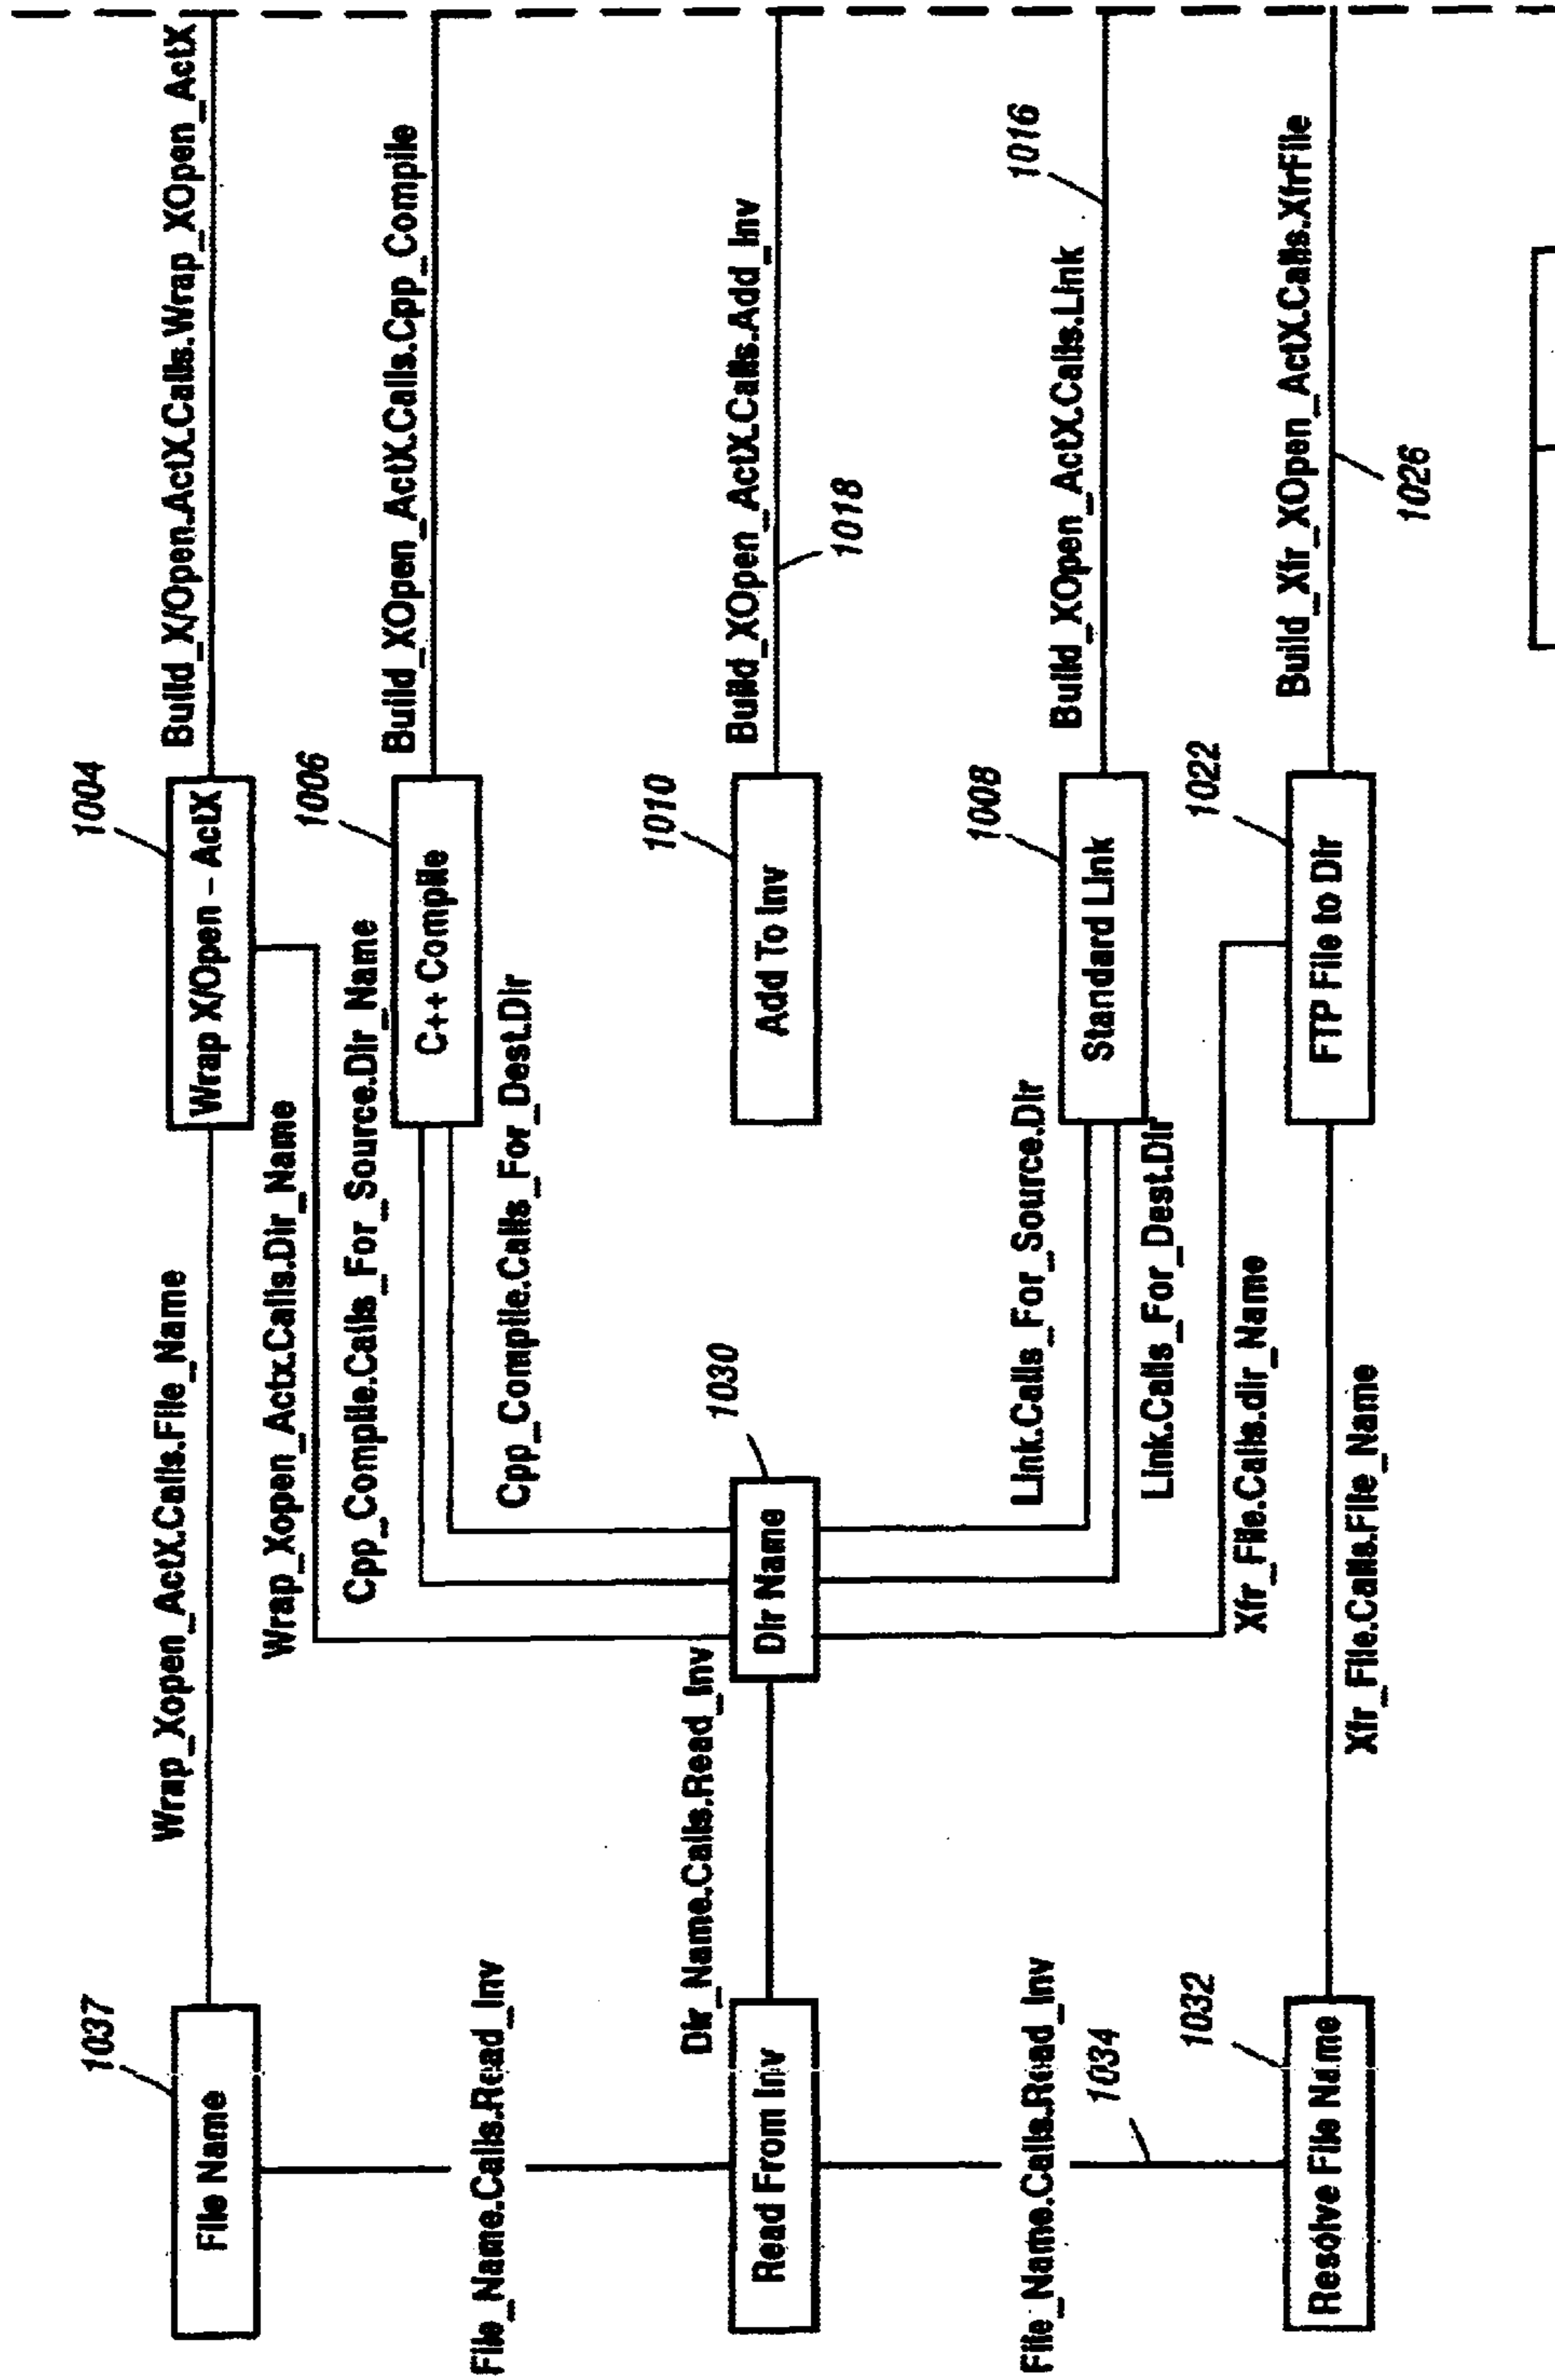 1037
File Name
Wrap_Xopen_ActX.Calls.File_Name
1004
Wrap X/Open – ActX
Build_X/Open.ActX.Calls.Wrap_XOpen_ActX
Wrap_Xopen_Actx.Calls.Dir_Name
1006
C++ Compile
Build_XOpen_ActX.Calls.Cpp_Compile
Cpp_Compile.Calls_For_Source.Dir_Name
Cpp_Compile.Calls_For_Dest.Dir
File_Name.Calls.Read_Inv
Dir_Name.Calls.Read_Inv
Read From Inv
1030
Dir Name
1010
Add To Inv
Build_XOpen_ActX.Calls.Add_Inv
1018
File_Name.Calls.Read_Inv
1034
Link.Calls_For_Source.Dir
1008
Standard Link
Build_XOpen_ActX.Calls.Link
1016
Link.Calls_For_Dest.Dir
1032
Resolve File Name
Xfr_File.Calls.dir_Name
Xfr_File.Calls.File_Name
1022
FTP File to Dir
Build_Xfr_XOpen_ActX.Calls.XfrFile
1026